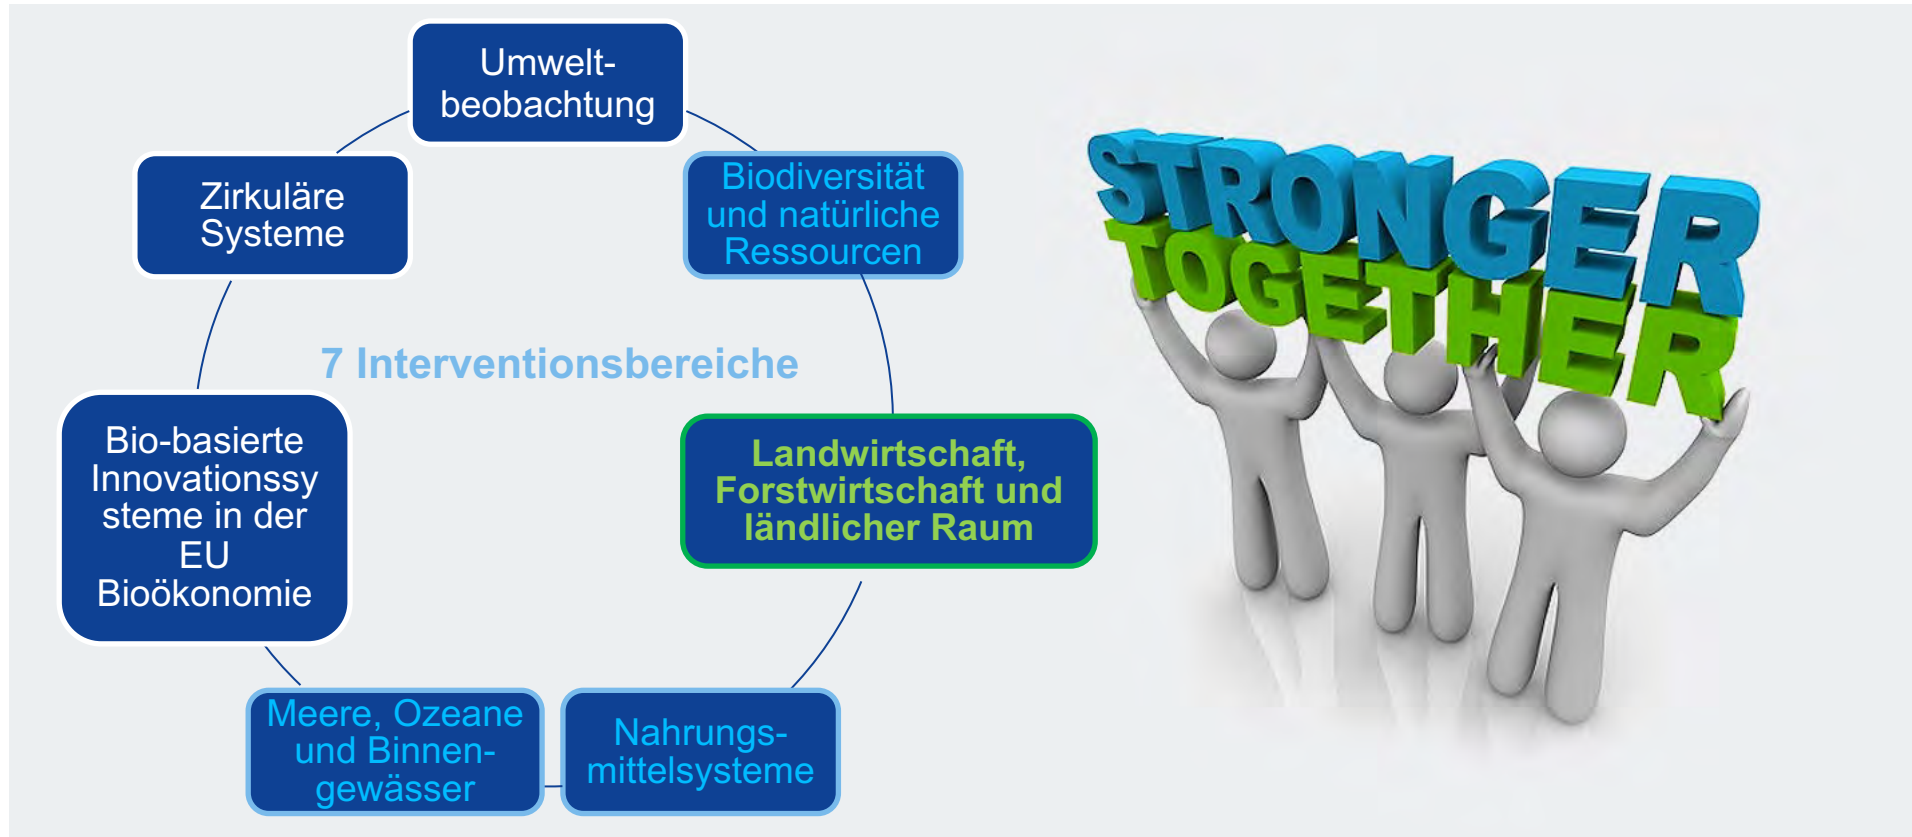 Umwelt-
beobachtung
Biodiversität
und natürliche
Ressourcen
Landwirtschaft,
Forstwirtschaft und
ländlicher Raum
Nahrungs-
mittelsysteme
Meere, Ozeane
und Binnen-
gewässer
Bio-basierte
Innovationssy
steme in der
EU
Bioökonomie
Zirkuläre
Systeme
7 Interventionsbereiche
STRONGER
TOGETHER